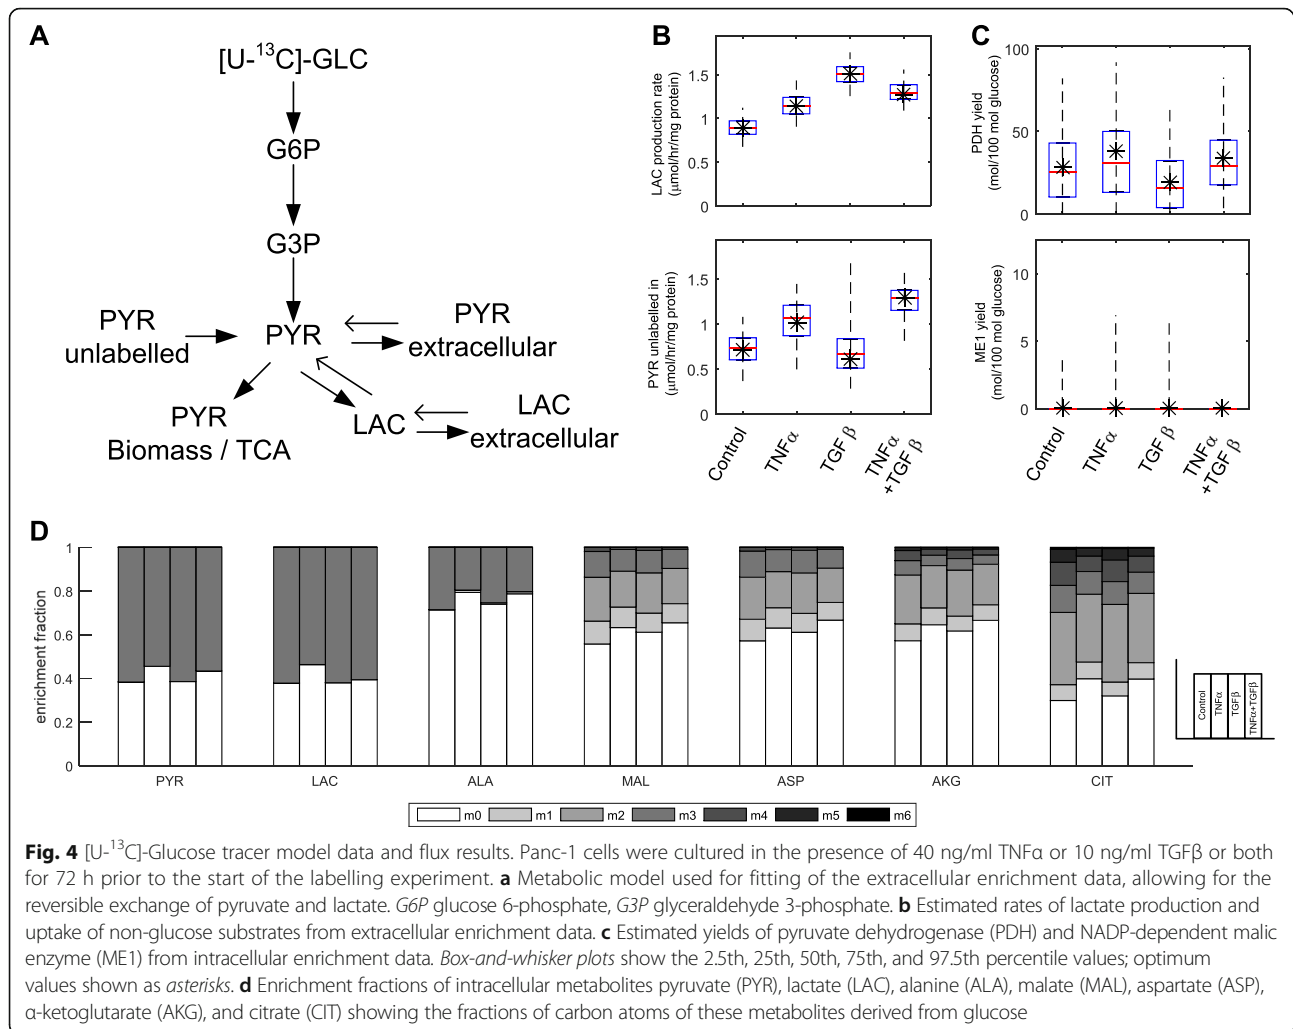 A
[U-¹³C]-GLC
G6P
G3P
PYR
unlabelled
PYR
PYR
extracellular
PYR
Biomass / TCA
LAC
LAC
extracellular
B
LAC production rate
(μmol/hr/mg protein)
1.5
1
0.5
0
PYR unlabelled in
(μmol/hr/mg protein)
1.5
1
0.5
0
Control
TNFα
TGF β
TNFα
+TGF β
C
PDH yield
(mol/100 mol glucose)
100
50
0
ME1 yield
(mol/100 mol glucose)
10
5
0
Control
TNFα
TGF β
TNFα
+TGF β
D
enrichment fraction
1
0.8
0.6
0.4
0.2
0
PYR LAC ALA MAL ASP AKG CIT
Control
TNFα
TGFβ
TNFα+TGFβ
m0 m1 m2 m3 m4 m5 m6
Fig. 4 [U-¹³C]-Glucose tracer model data and flux results. Panc-1 cells were cultured in the presence of 40 ng/ml TNFα or 10 ng/ml TGFβ or both
for 72 h prior to the start of the labelling experiment. a Metabolic model used for fitting of the extracellular enrichment data, allowing for the
reversible exchange of pyruvate and lactate. G6P glucose 6-phosphate, G3P glyceraldehyde 3-phosphate. b Estimated rates of lactate production and
uptake of non-glucose substrates from extracellular enrichment data. c Estimated yields of pyruvate dehydrogenase (PDH) and NADP-dependent malic
enzyme (ME1) from intracellular enrichment data. Box-and-whisker plots show the 2.5th, 25th, 50th, 75th, and 97.5th percentile values; optimum
values shown as asterisks. d Enrichment fractions of intracellular metabolites pyruvate (PYR), lactate (LAC), alanine (ALA), malate (MAL), aspartate (ASP),
α-ketoglutarate (AKG), and citrate (CIT) showing the fractions of carbon atoms of these metabolites derived from glucose